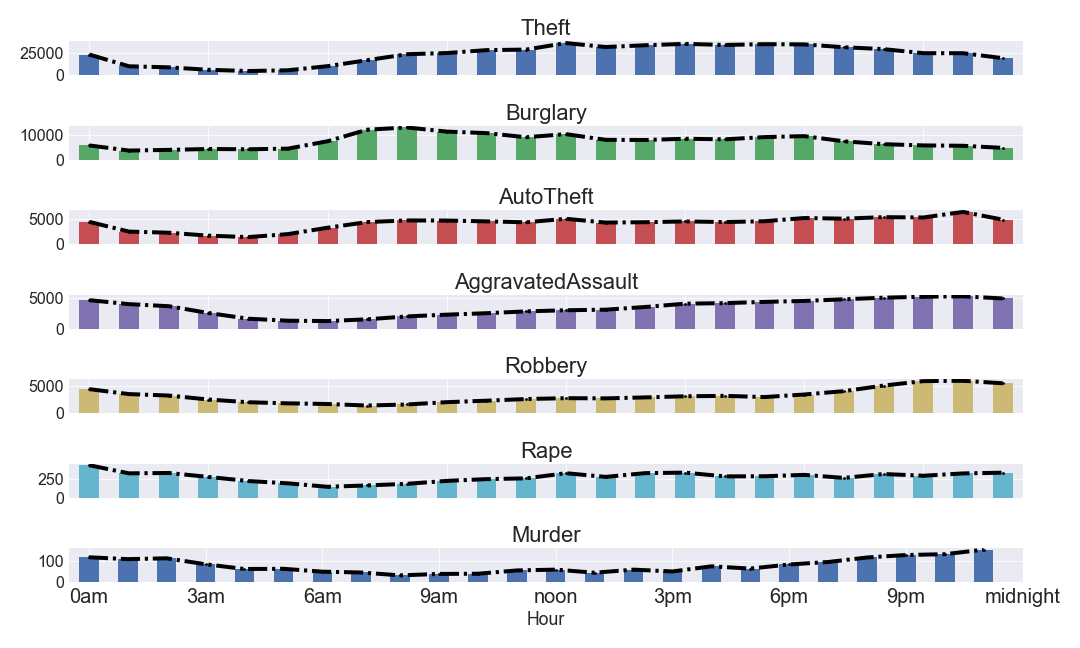 Theft
25000
0
Burglary
10000
0
AutoTheft
5000
0
AggravatedAssault
5000
0
Robbery
5000
0
Rape
250
0
Murder
100
0
0am 3am 6am 9am noon 3pm 6pm 9pm midnight
Hour